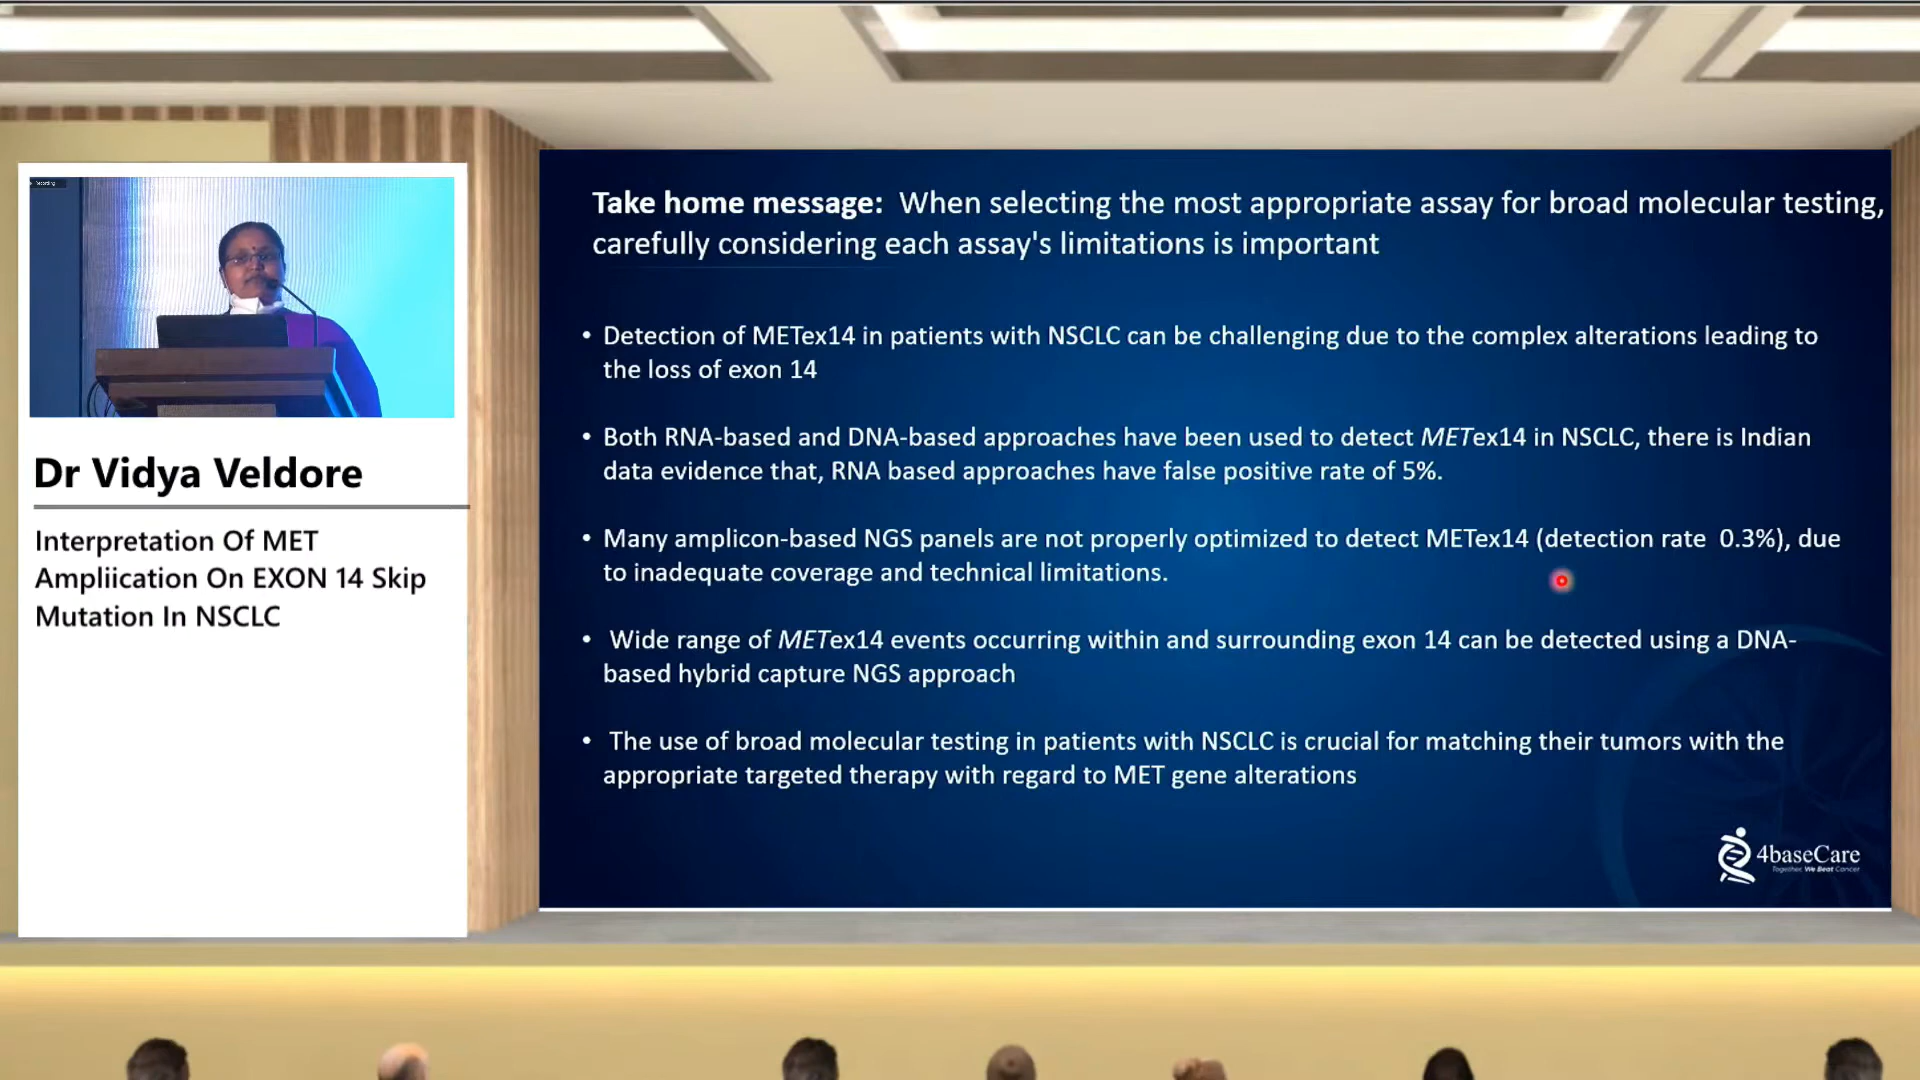 Recording
Dr Vidya Veldore
Interpretation Of MET
Ampliication On EXON 14 Skip
Mutation In NSCLC
Take home message: When selecting the most appropriate assay for broad molecular testing,
carefully considering each assay's limitations is important
• Detection of METex14 in patients with NSCLC can be challenging due to the complex alterations leading to
the loss of exon 14
• Both RNA-based and DNA-based approaches have been used to detect METex14 in NSCLC, there is Indian
data evidence that, RNA based approaches have false positive rate of 5%.
• Many amplicon-based NGS panels are not properly optimized to detect METex14 (detection rate 0.3%), due
to inadequate coverage and technical limitations.
• Wide range of METex14 events occurring within and surrounding exon 14 can be detected using a DNA-
based hybrid capture NGS approach
• The use of broad molecular testing in patients with NSCLC is crucial for matching their tumors with the
appropriate targeted therapy with regard to MET gene alterations
4baseCare
Together, We Beat Cancer